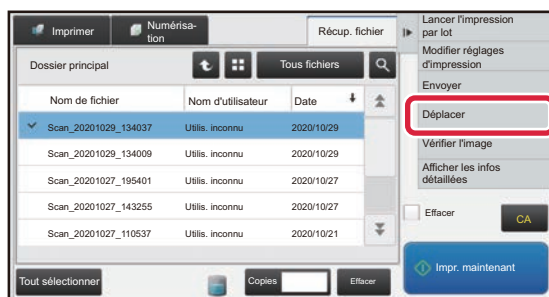 Imprimer
Numérisa-
tion
Récup. fichier
Dossier principal
Tous fichiers
Nom de fichier Nom d'utilisateur Date
Scan_20201029_134037 Utilis. inconnu 2020/10/29
Scan_20201029_134009 Utilis. inconnu 2020/10/29
Scan_20201027_195401 Utilis. inconnu 2020/10/27
Scan_20201027_143255 Utilis. inconnu 2020/10/27
Scan_20201027_110537 Utilis. inconnu 2020/10/21
Tout sélectionner
Copies
Effacer
Lancer l'impression
par lot
Modifier réglages
d'impression
Envoyer
Déplacer
Vérifier l'image
Afficher les infos
détaillées
Effacer
CA
Impr. maintenant